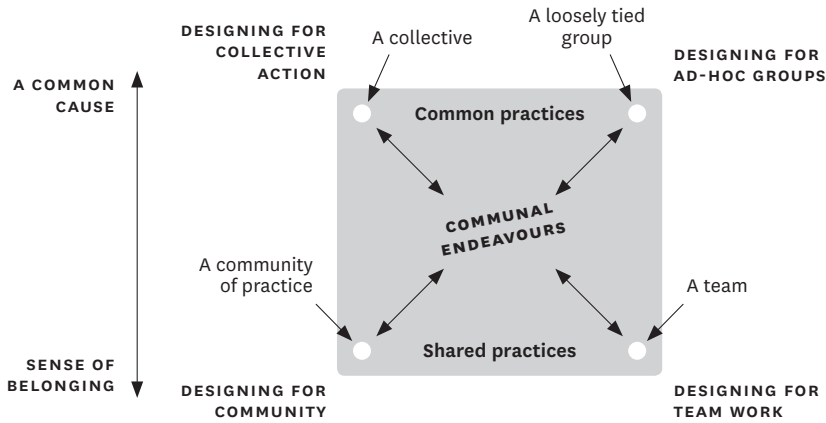 DESIGNING FOR
COLLECTIVE
ACTION
A collective
A loosely tied
group
DESIGNING FOR
AD-HOC GROUPS
A COMMON
CAUSE
Common practices
COMMUNAL
ENDEAVOURS
A community
of practice
A team
Shared practices
SENSE OF
BELONGING
DESIGNING FOR
COMMUNITY
DESIGNING FOR
TEAM WORK